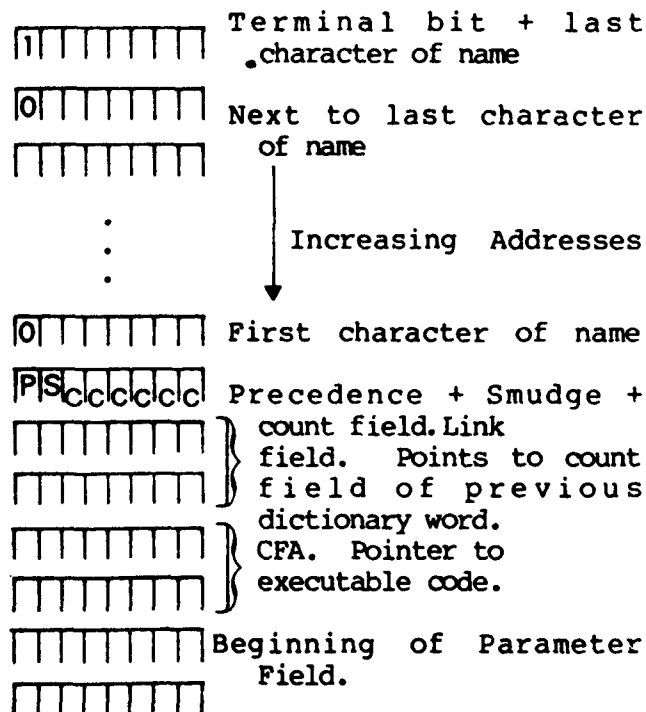 1 Terminal bit + last
character of name
0 Next to last character
of name
Increasing Addresses
0 First character of name
P S C C C C C C Precedence + Smudge +
count field. Link
field. Points to count
field of previous
dictionary word.
CFA. Pointer to
executable code.
Beginning of Parameter
Field.